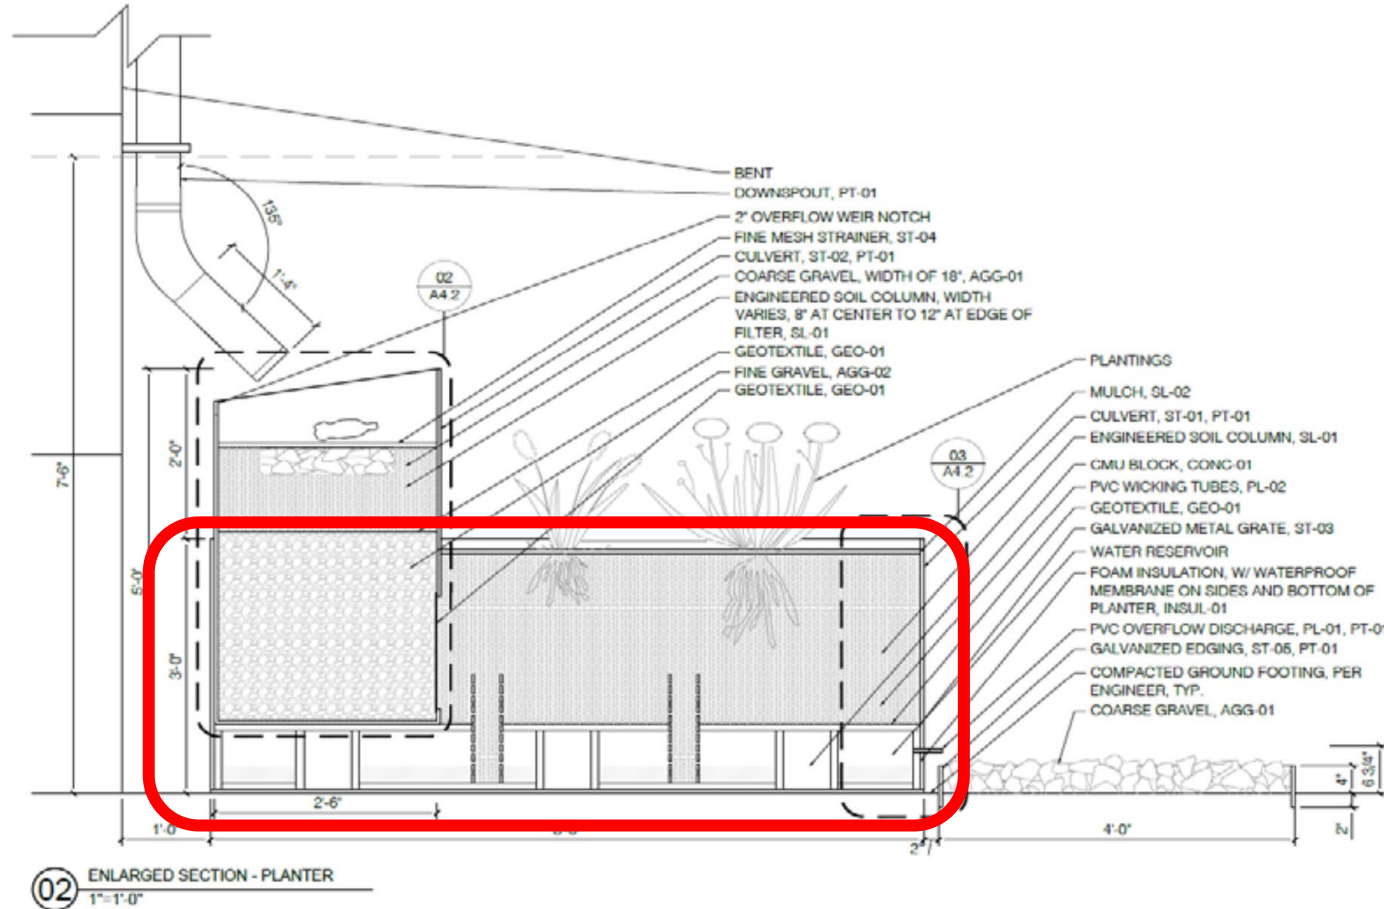 BENT
DOWNSPOUT, PT-01
2" OVERFLOW WEIR NOTCH
FINE MESH STRAINER, ST-04
CULVERT, ST-02, PT-01
COARSE GRAVEL, WIDTH OF 18", AGG-01
ENGINEERED SOIL COLUMN, WIDTH
VARIES, 8" AT CENTER TO 12" AT EDGE OF
FILTER, SL-01
GEOTEXTILE, GEO-01
FINE GRAVEL, AGG-02
GEOTEXTILE, GEO-01
PLANTINGS
MULCH, SL-02
CULVERT, ST-01, PT-01
ENGINEERED SOIL COLUMN, SL-01
CMU BLOCK, CONC-01
PVC WICKING TUBES, PL-02
GEOTEXTILE, GEO-01
GALVANIZED METAL GRATE, ST-03
WATER RESERVOIR
FOAM INSULATION, W/ WATERPROOF
MEMBRANE ON SIDES AND BOTTOM OF
PLANTER, INSUL-01
PVC OVERFLOW DISCHARGE, PL-01, PT-01
GALVANIZED EDGING, ST-05, PT-01
COMPACTED GROUND FOOTING, PER
ENGINEER, TYP.
COARSE GRAVEL, AGG-01
135°
1'-4"
02
A4.2
03
A4.2
7'-6"
5'-0"
2'-0"
3'-0"
2'-6"
1'-0
2"
4'-0"
4"
6 3/4"
2"
02
ENLARGED SECTION - PLANTER
1"=1'-0"